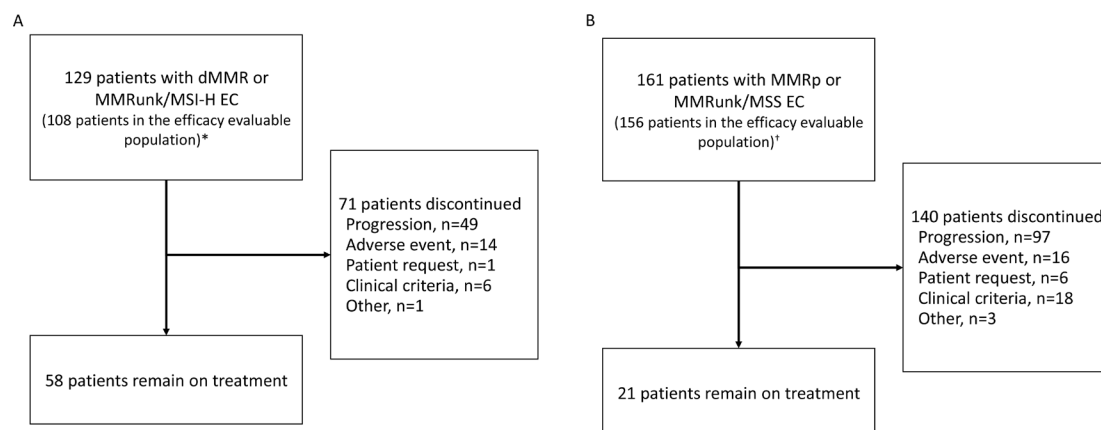 A
129 patients with dMMR or
MMRunk/MSI-H EC
(108 patients in the efficacy evaluable
population)*
71 patients discontinued
Progression, n=49
Adverse event, n=14
Patient request, n=1
Clinical criteria, n=6
Other, n=1
58 patients remain on treatment
B
161 patients with MMRp or
MMRunk/MSS EC
(156 patients in the efficacy evaluable
population)†
140 patients discontinued
Progression, n=97
Adverse event, n=16
Patient request, n=6
Clinical criteria, n=18
Other, n=3
21 patients remain on treatment